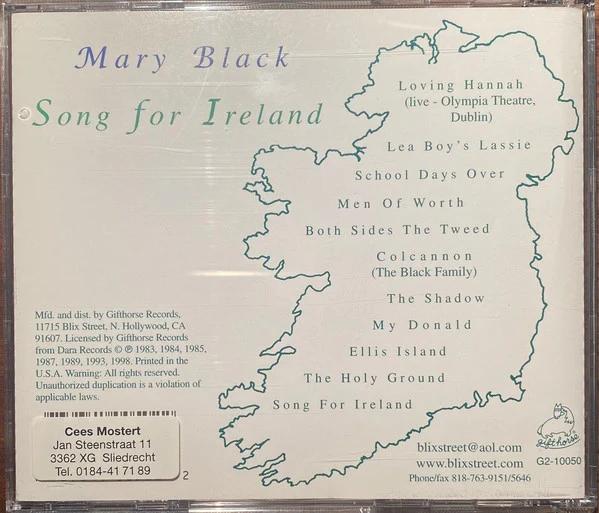 Mary Black
Song for Ireland
Loving Hannah
(live - Olympia Theatre,
Dublin)
Lea Boy's Lassie
School Days Over
Men Of Worth
Both Sides The Tweed
Colcannon
(The Black Family)
The Shadow
My Donald
Ellis Island
The Holy Ground
Song For Ireland
Mfd. and dist. by Gifthorse Records,
11715 Blix Street, N. Hollywood, CA
91607. Licensed by Gifthorse Records
from Dara Records © ℗ 1983, 1984, 1985,
1987, 1989, 1993, 1998. Printed in the
U.S.A. Warning: All rights reserved.
Unauthorized duplication is a violation of
applicable laws.
Cees Mostert
Jan Steenstraat 11
3362 XG Sliedrecht
Tel. 0184-41 71 89
2
blixstreet@aol.com
www.blixstreet.com
Phone/fax 818-763-9151/5646
gifthorse
G2-10050